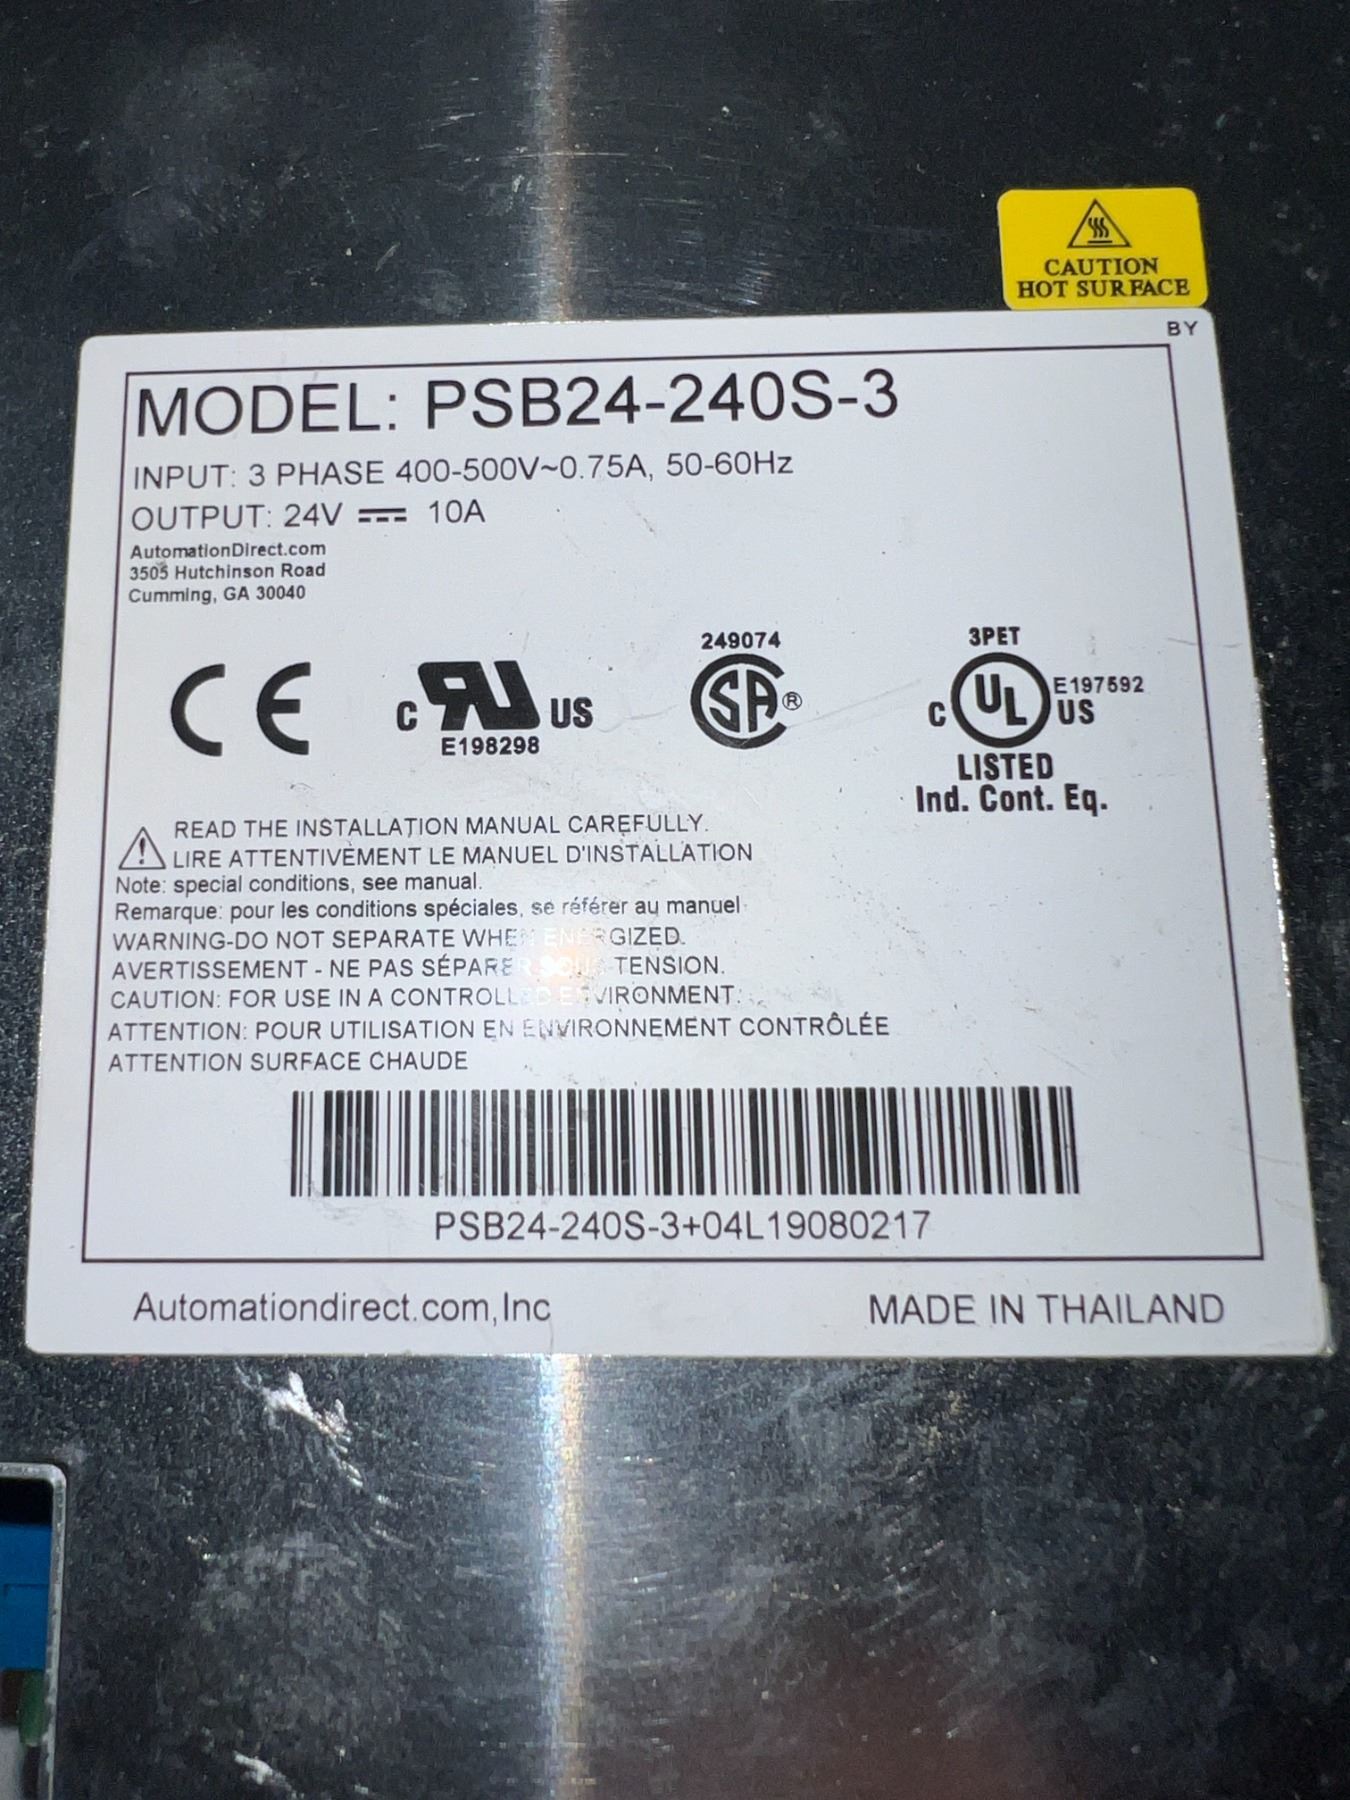 CAUTION
HOT SURFACE
BY
MODEL: PSB24-240S-3
INPUT: 3 PHASE 400-500V~0.75A, 50-60Hz
OUTPUT: 24V ⎓ 10A
AutomationDirect.com
3505 Hutchinson Road
Cumming, GA 30040
CE
c RU US
E198298
249074
SA ®
3PET
c UL US E197592
LISTED
Ind. Cont. Eq.
READ THE INSTALLATION MANUAL CAREFULLY.
LIRE ATTENTIVEMENT LE MANUEL D'INSTALLATION
Note: special conditions, see manual.
Remarque: pour les conditions spéciales, se référer au manuel
WARNING-DO NOT SEPARATE WHEN ENERGIZED.
AVERTISSEMENT - NE PAS SÉPARER SOUS TENSION.
CAUTION: FOR USE IN A CONTROLLED ENVIRONMENT.
ATTENTION: POUR UTILISATION EN ENVIRONNEMENT CONTRÔLÉE
ATTENTION SURFACE CHAUDE
PSB24-240S-3+04L19080217
Automationdirect.com,Inc MADE IN THAILAND